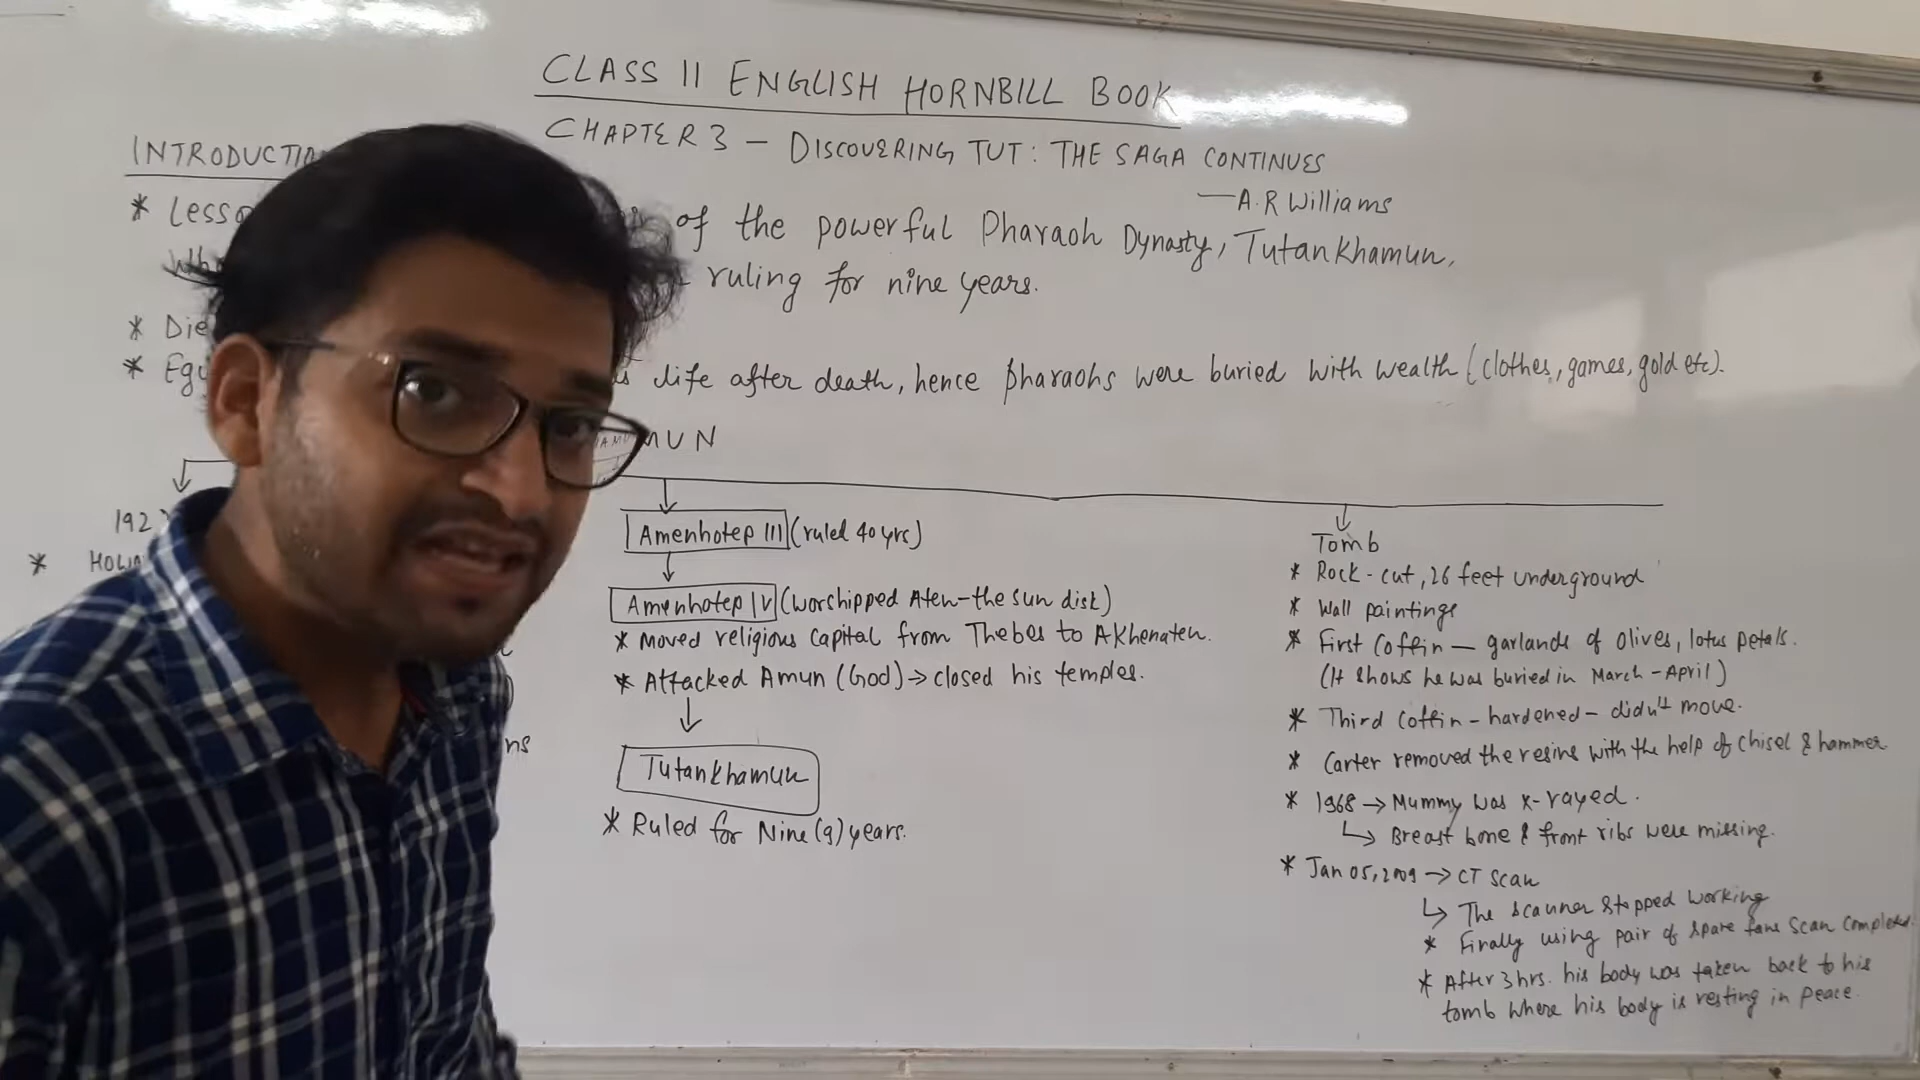 CLASS 11 ENGLISH HORNBILL BOOK
CHAPTER 3 — DISCOVERING TUT : THE SAGA CONTINUES
— A.R Williams
* Lesso of the powerful Pharaoh Dynasty, Tutankhamun,
ruling for nine years.
* Die
* life after death, hence pharaohs were buried with wealth (clothes, games, gold etc).
MUN
192
*
Amenhotep III (ruled 40 yrs)
Amenhotep IV (worshipped Aten-the sun disk)
* Moved religious capital from Thebes to Akhenaten.
* Attacked Amun (God) → closed his temples.
Tutankhamun
* Ruled for Nine (9) years.
Tomb
* Rock-cut, 26 feet underground
* Wall paintings
* First Coffin — garlands of olives, lotus petals.
(It shows he was buried in March-April)
* Third Coffin - hardened - didn't move.
* Carter removed the resins with the help of chisel & hammer
* 1968 → Mummy was x-rayed.
↳ Breast bone & front ribs were missing.
* Jan 05, 2009 → CT Scan
↳ The scanner stopped working
* Finally using pair of spare fans scan completed.
* After 3 hrs. his body was taken back to his
tomb where his body is resting in peace.